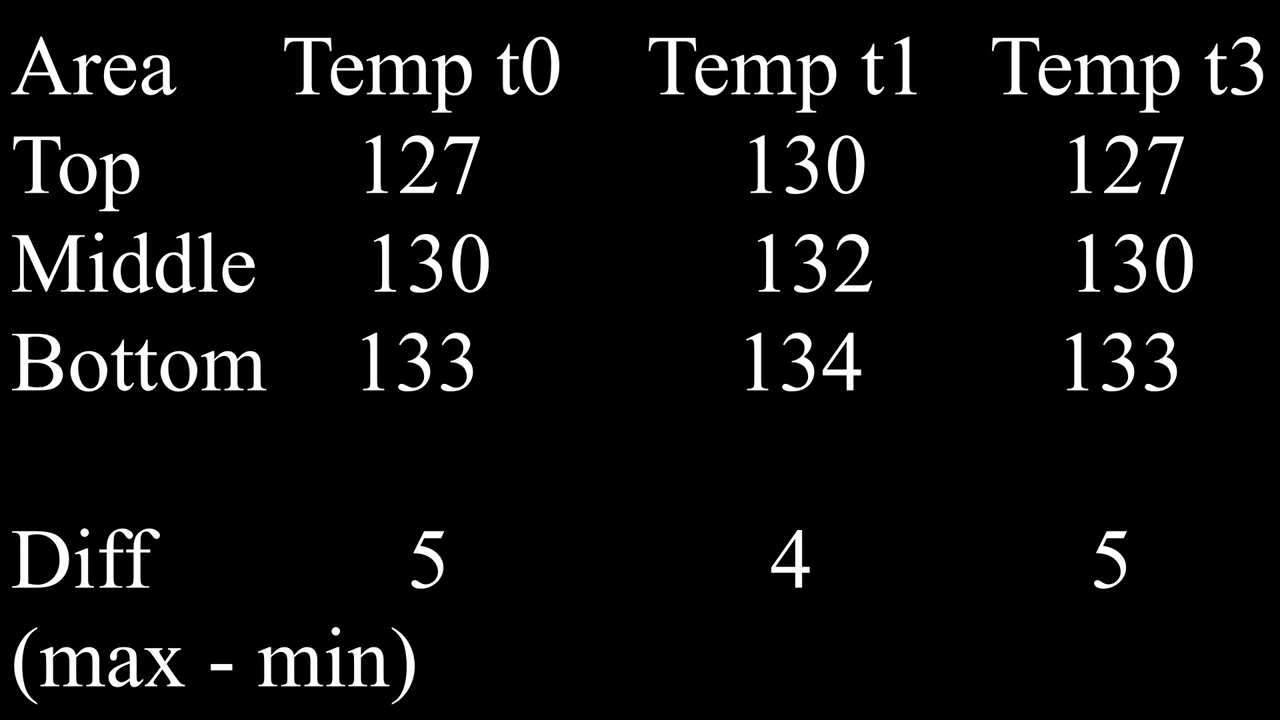 Area Temp t0 Temp t1 Temp t3
Top 127 130 127
Middle 130 132 130
Bottom 133 134 133
Diff 5 4 5
(max - min)